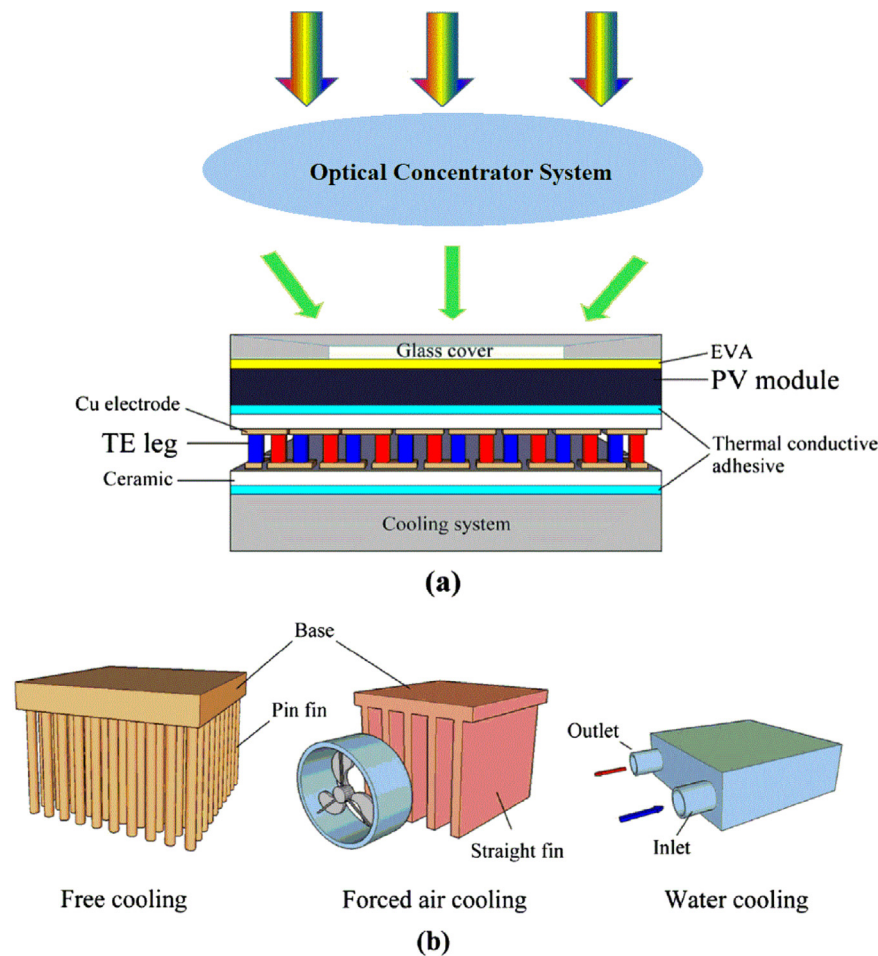 Optical Concentrator System
Glass cover
EVA
PV module
Cu electrode
TE leg
Thermal conductive
adhesive
Ceramic
Cooling system
(a)
Base
Pin fin
Outlet
Straight fin
Inlet
Free cooling
Forced air cooling
Water cooling
(b)